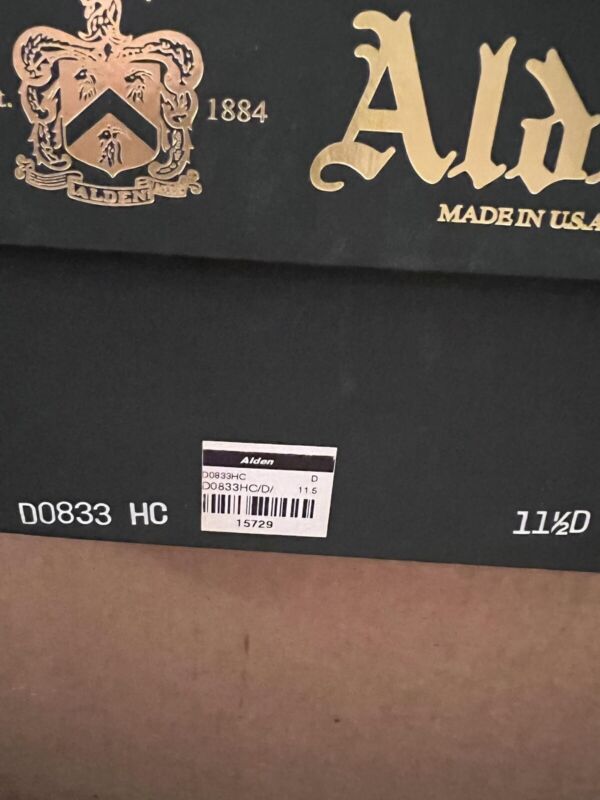 1884
ALDEN
Ald
MADE IN U.S.A
Alden
D0833HC D
D0833HC/D/ 11.5
15729
D0833 HC
11½D